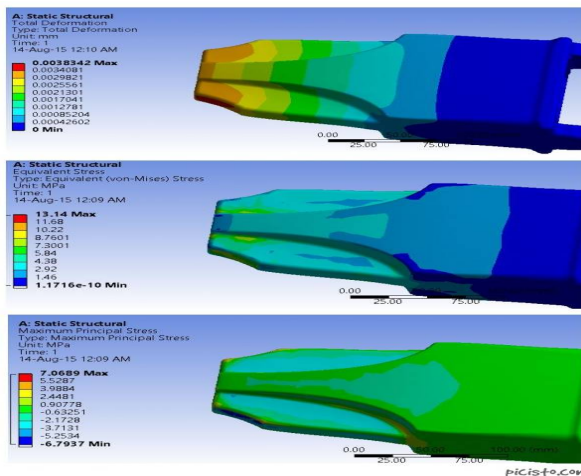 A: Static Structural
Total Deformation
Type: Total Deformation
Unit: mm
Time: 1
14-Aug-15 12:10 AM
0.0038342 Max
0.0034081
0.0029821
0.0025561
0.0021301
0.0017041
0.0012781
0.00085204
0.00042602
0 Min
0.00
25.00
75.00
A: Static Structural
Equivalent Stress
Type: Equivalent (von-Mises) Stress
Unit: MPa
Time: 1
14-Aug-15 12:09 AM
13.14 Max
11.68
10.22
8.7601
7.3001
5.84
4.38
2.92
1.46
1.1716e-10 Min
0.00
25.00
75.00
A: Static Structural
Maximum Principal Stress
Type: Maximum Principal Stress
Unit: MPa
Time: 1
14-Aug-15 12:09 AM
7.0689 Max
5.5287
3.9884
2.4481
0.90778
-0.63251
-2.1728
-3.7131
-5.2534
-6.7937 Min
0.00
100.00 (mm)
25.00
75.00
picisto.com